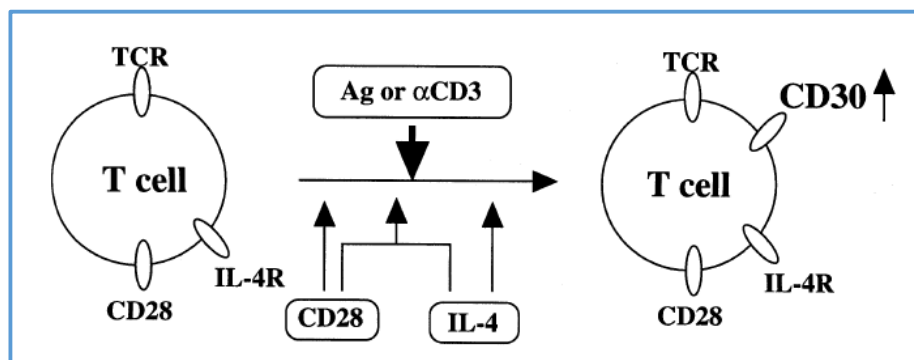 TCR
T cell
IL-4R
CD28
Ag or αCD3
CD28
IL-4
TCR
CD30
T cell
IL-4R
CD28